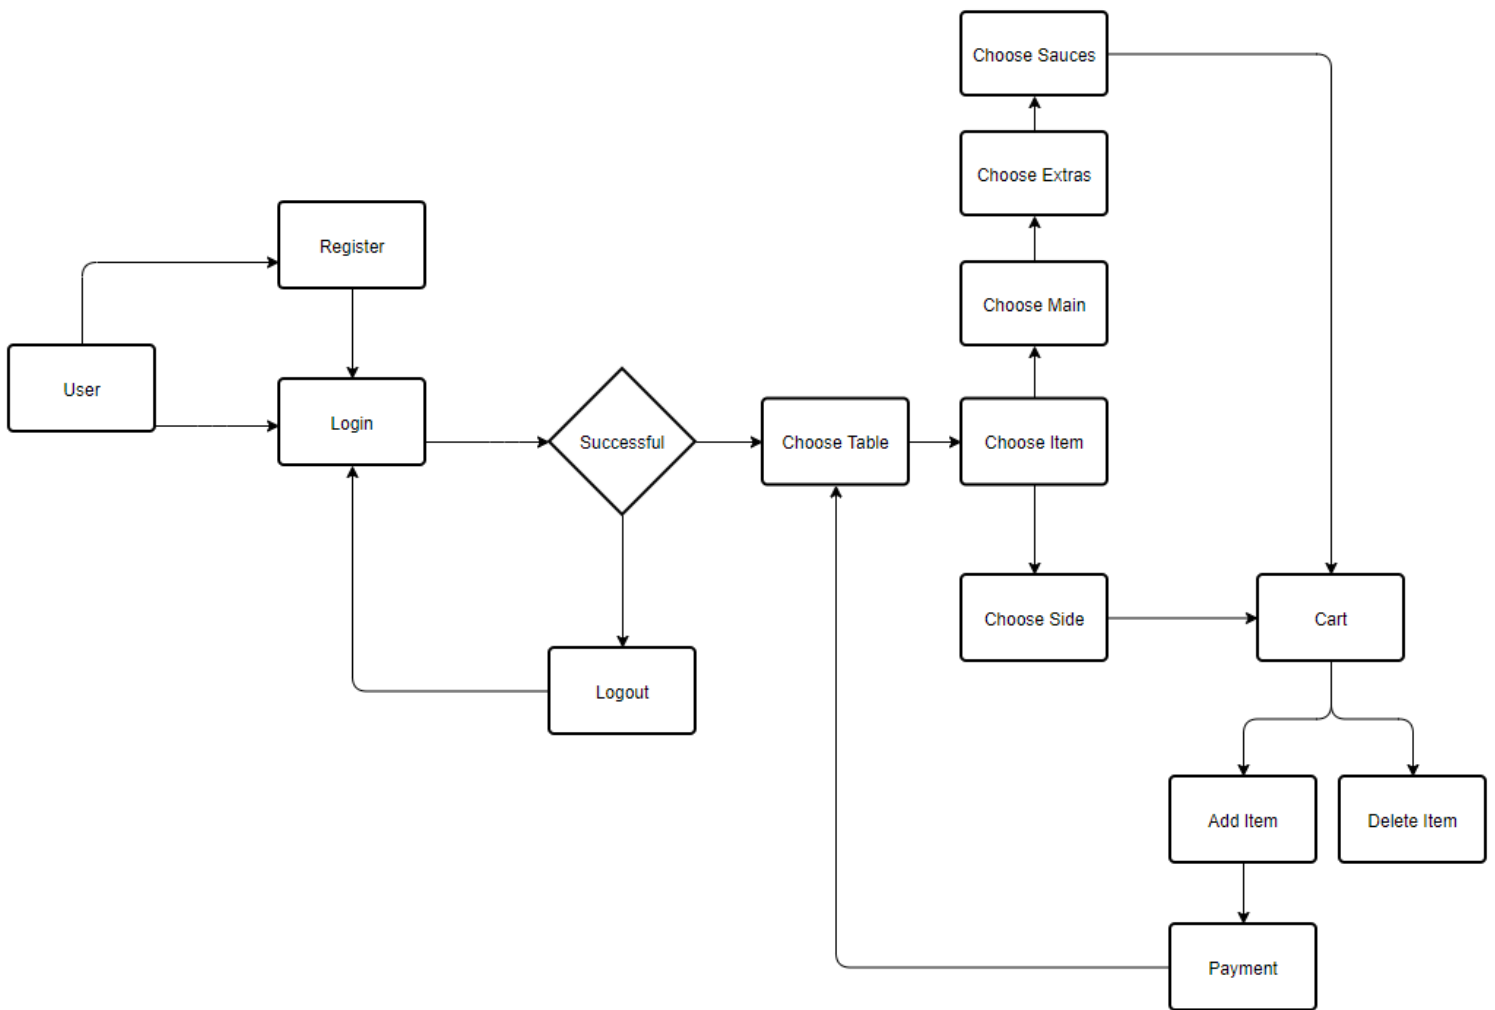 Choose Sauces
Choose Extras
Register
Choose Main
User
Login
Successful
Choose Table
Choose Item
Choose Side
Cart
Logout
Add Item
Delete Item
Payment